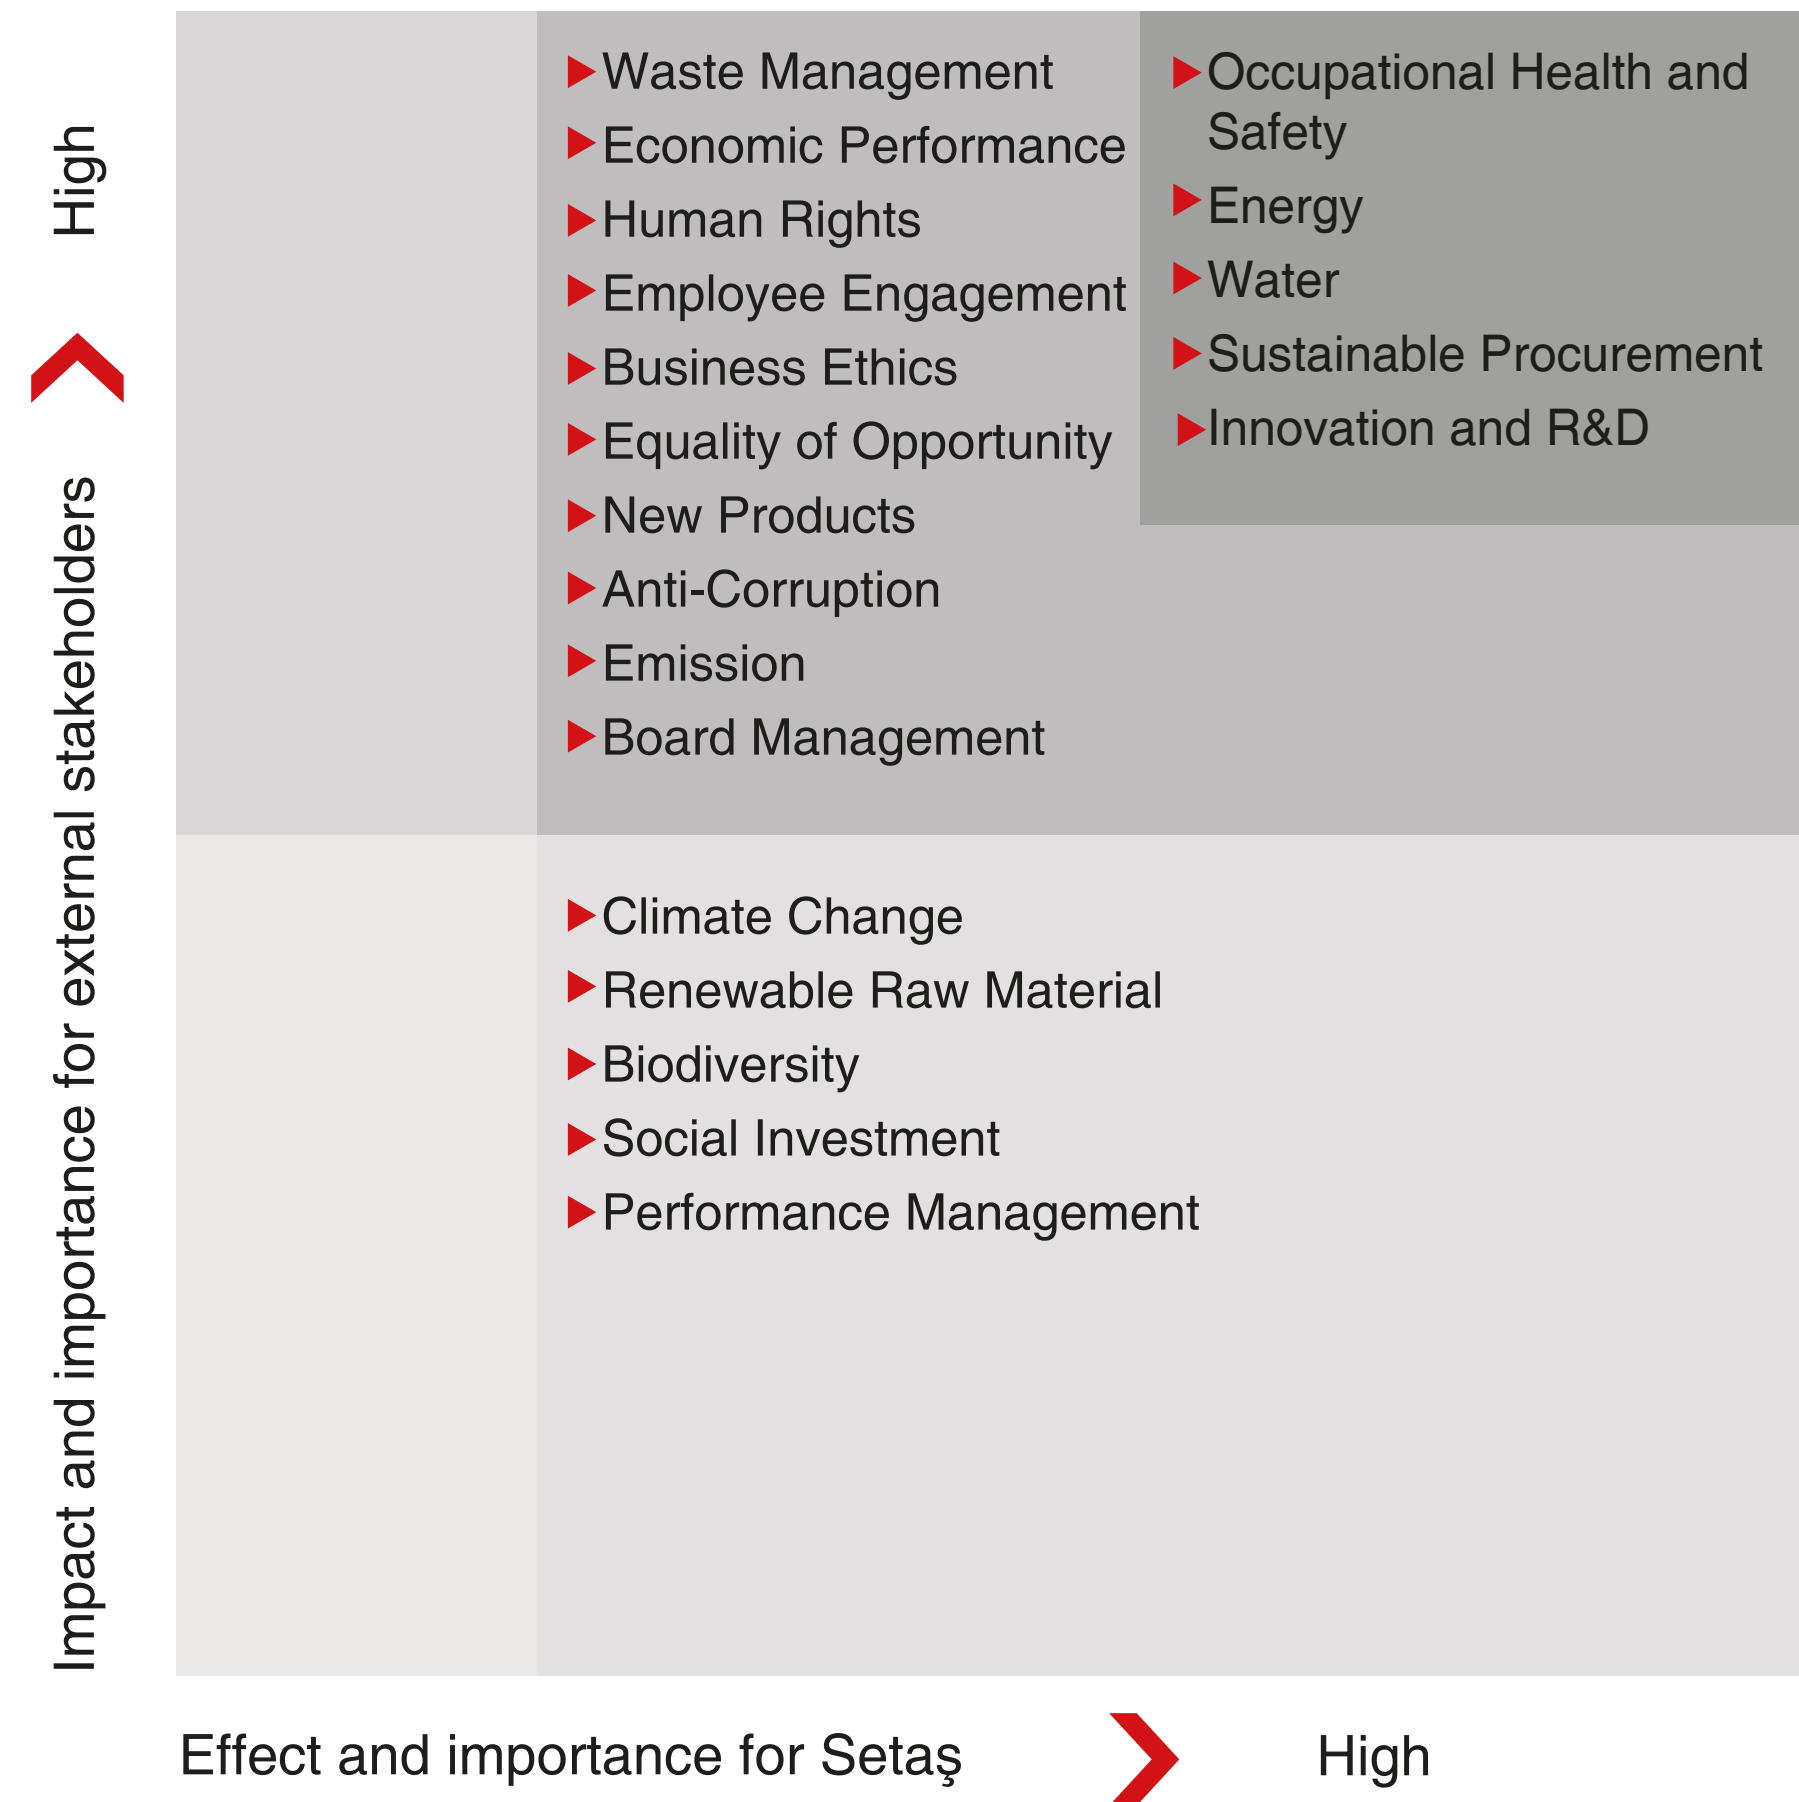 High
Impact and importance for external stakeholders
Waste Management
Economic Performance
Human Rights
Employee Engagement
Business Ethics
Equality of Opportunity
New Products
Anti-Corruption
Emission
Board Management
Occupational Health and
Safety
Energy
Water
Sustainable Procurement
Innovation and R&D
Climate Change
Renewable Raw Material
Biodiversity
Social Investment
Performance Management
Effect and importance for Setaş
High